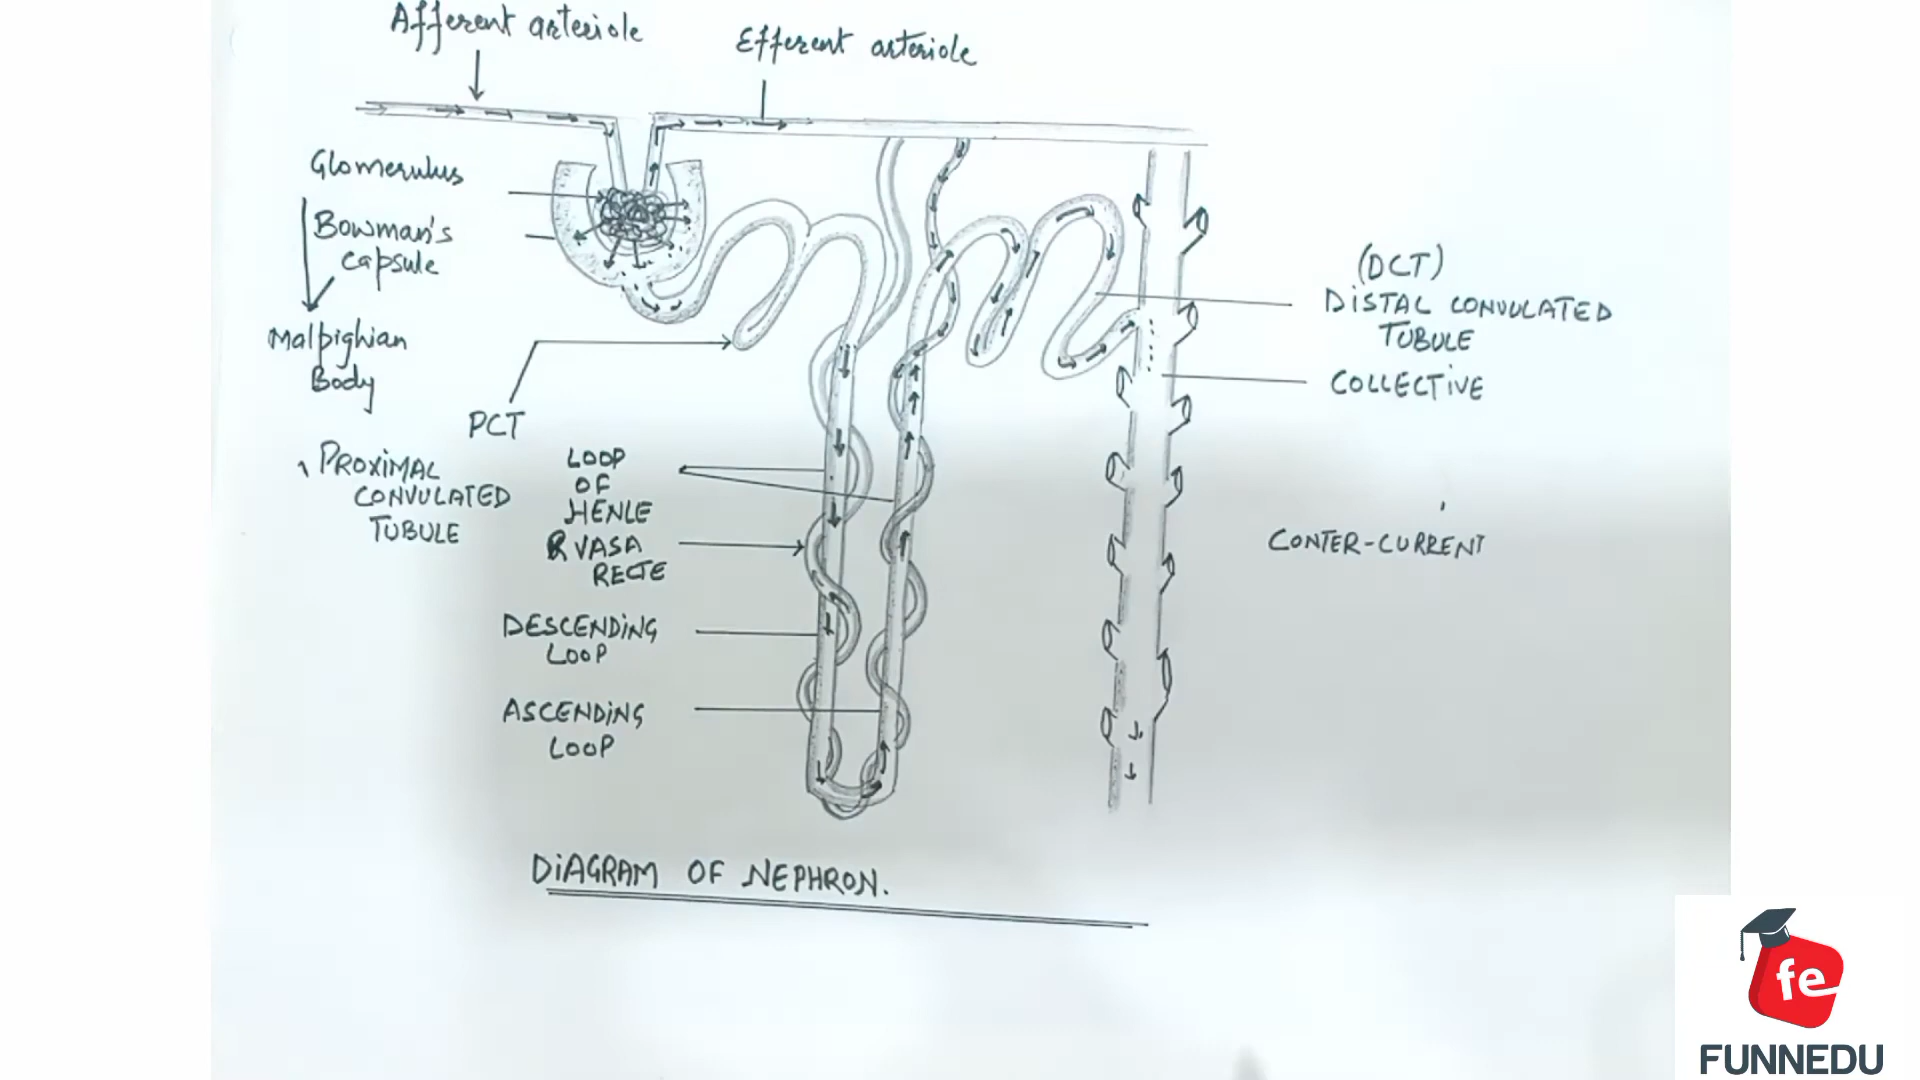 Afferent arteriole
Efferent arteriole
Glomerulus
Bowman's
capsule
Malpighian
Body
PCT
PROXIMAL
CONVULATED
TUBULE
LOOP
OF
HENLE
VASA
RECTE
DESCENDING
LOOP
ASCENDING
LOOP
(DCT)
DISTAL CONVULATED
TUBULE
COLLECTIVE
CONTER-CURRENT
DIAGRAM OF NEPHRON.
fe
FUNNEDU